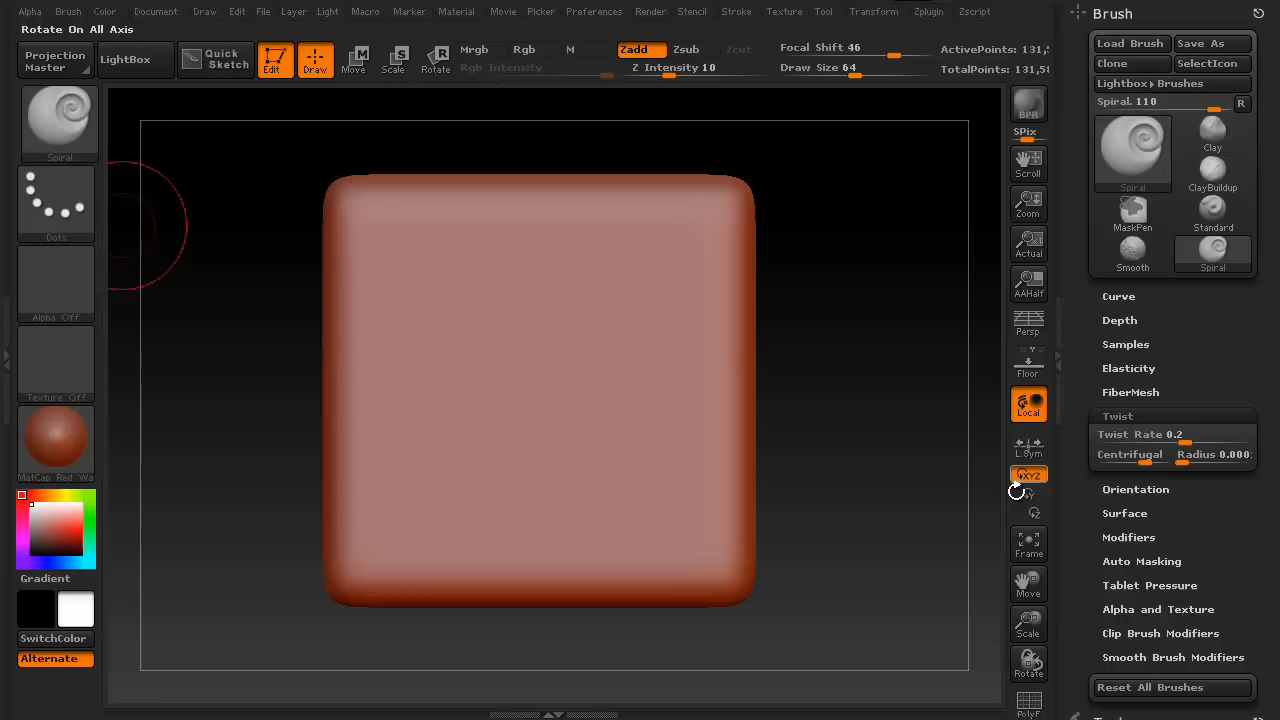 Alpha Brush Color Document Draw Edit File Layer Light Macro Marker Material Movie Picker Preferences Render Stencil Stroke Texture Tool Transform Zplugin Zscript
Rotate On All Axis
Projection Master
LightBox
Quick Sketch
Edit
Draw
Move
Scale
Rotate
Mrgb Rgb M
Rgb Intensity
Zadd Zsub Zcut
Z Intensity 10
Focal Shift 46
Draw Size 64
ActivePoints: 131,
TotalPoints: 131,
Spiral
Dots
Alpha Off
Texture Off
MatCap Red Wa
Gradient
SwitchColor
Alternate
BPR
SPix
Scroll
Zoom
Actual
AAHalf
Persp
Floor
Local
L.Sym
XYZ
Y
Z
Frame
Move
Scale
Rotate
PolyF
Brush
Load Brush Save As
Clone SelectIcon
Lightbox Brushes
Spiral. 110 R
Spiral
Clay
ClayBuildup
MaskPen
Standard
Smooth
Spiral
Curve
Depth
Samples
Elasticity
FiberMesh
Twist
Twist Rate 0.2
Centrifugal Radius 0.000
Orientation
Surface
Modifiers
Auto Masking
Tablet Pressure
Alpha and Texture
Clip Brush Modifiers
Smooth Brush Modifiers
Reset All Brushes